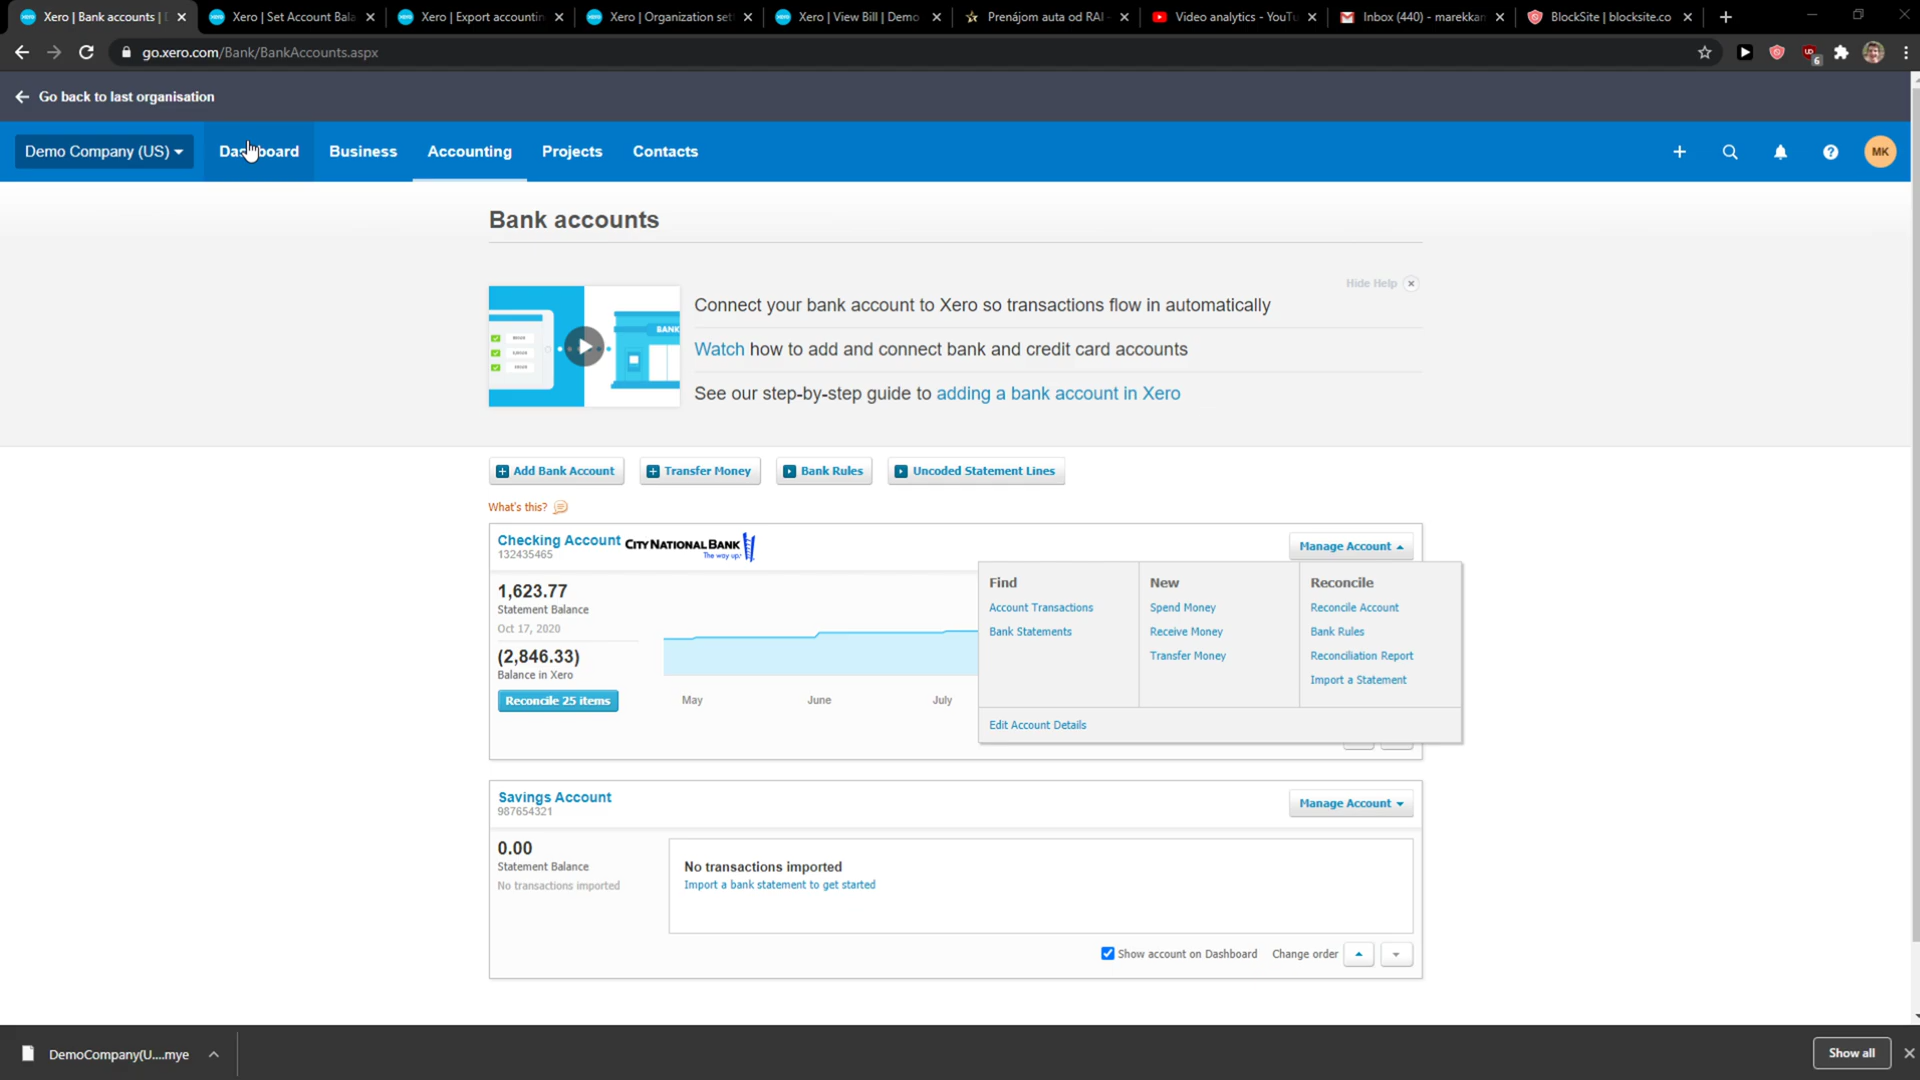 Xero | Bank accounts |
Xero | Set Account Bala
Xero | Export accountin
Xero | Organization set
Xero | View Bill | Demo
Prenájom auta od RAI
Video analytics - YouTu
Inbox (440) - marekkan
BlockSite | blocksite.co
go.xero.com/Bank/BankAccounts.aspx
6
Go back to last organisation
Demo Company (US)
Dashboard
Business
Accounting
Projects
Contacts
MK
Bank accounts
Hide Help
BANK
Connect your bank account to Xero so transactions flow in automatically
Watch how to add and connect bank and credit card accounts
See our step-by-step guide to adding a bank account in Xero
Add Bank Account
Transfer Money
Bank Rules
Uncoded Statement Lines
What's this?
Checking Account
132435465
CITY NATIONAL BANK
The way up.
Manage Account
1,623.77
Statement Balance
Oct 17, 2020
(2,846.33)
Balance in Xero
Reconcile 25 items
May
June
July
Find
Account Transactions
Bank Statements
New
Spend Money
Receive Money
Transfer Money
Reconcile
Reconcile Account
Bank Rules
Reconciliation Report
Import a Statement
Edit Account Details
Savings Account
987654321
Manage Account
0.00
Statement Balance
No transactions imported
No transactions imported
Import a bank statement to get started
Show account on Dashboard
Change order
DemoCompany(U....mye
Show all